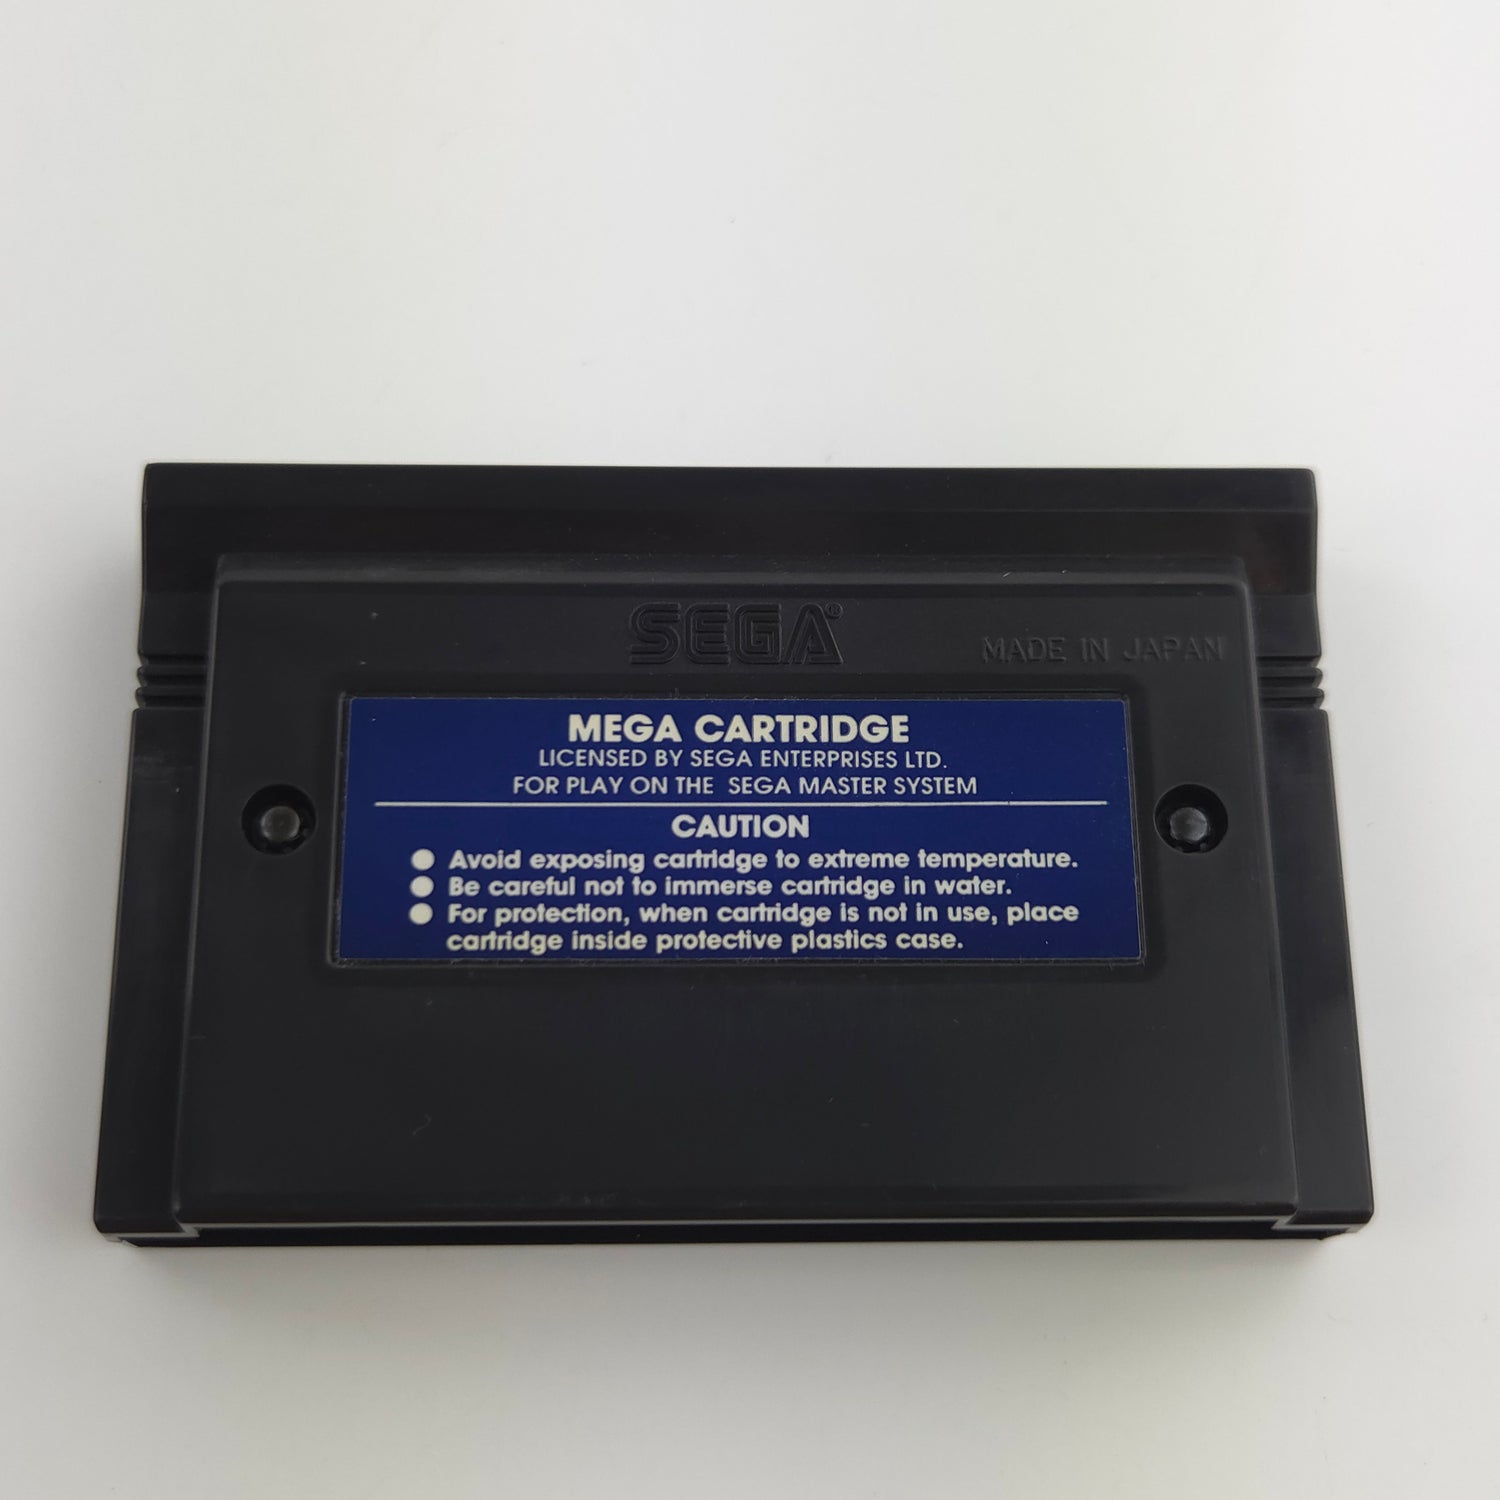 SEGA®
MADE IN JAPAN
MEGA CARTRIDGE
LICENSED BY SEGA ENTERPRISES LTD.
FOR PLAY ON THE SEGA MASTER SYSTEM
CAUTION
● Avoid exposing cartridge to extreme temperature.
● Be careful not to immerse cartridge in water.
● For protection, when cartridge is not in use, place
cartridge inside protective plastics case.